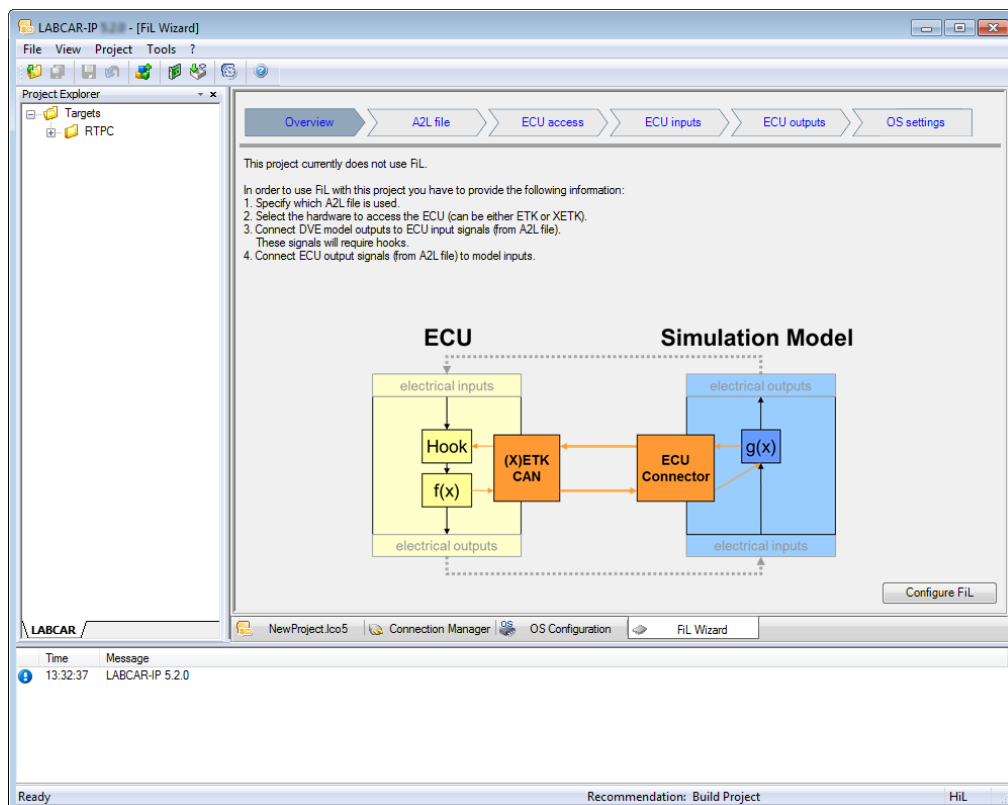 LABCAR-IP - [FiL Wizard]
File View Project Tools ?
Project Explorer
Targets
RTPC
LABCAR
Overview
A2L file
ECU access
ECU inputs
ECU outputs
OS settings
This project currently does not use FiL.
In order to use FiL with this project you have to provide the following information:
1. Specify which A2L file is used.
2. Select the hardware to access the ECU (can be either ETK or XETK).
3. Connect DVE model outputs to ECU input signals (from A2L file).
These signals will require hooks.
4. Connect ECU output signals (from A2L file) to model inputs.
ECU
Simulation Model
electrical inputs
electrical outputs
Hook
(X)ETK
CAN
ECU
Connector
g(x)
f(x)
electrical outputs
electrical inputs
Configure FiL
NewProject.lco5
Connection Manager
OS
OS Configuration
FiL Wizard
Time Message
13:32:37 LABCAR-IP 5.2.0
Ready
Recommendation: Build Project
HiL